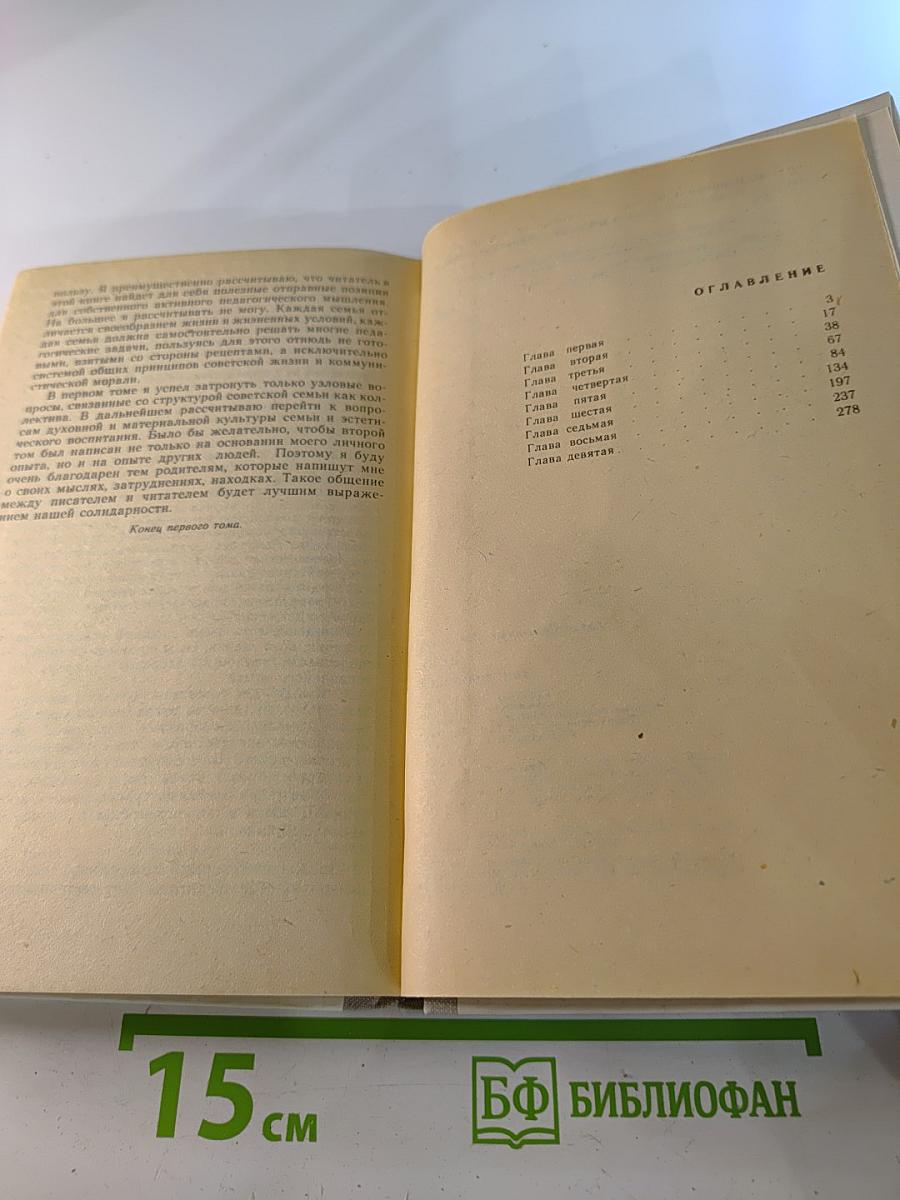 пользу. Я преимущественно рассчитываю, что читатель в
этой книге найдет для себя полезные отправные позиции
для собственного активного педагогического мышления.
На большее я рассчитывать не могу. Каждая семья от-
личается своеобразием жизни и жизненных условий, каж-
дая семья должна самостоятельно решать многие педа-
гогические задачи, пользуясь для этого отнюдь не гото-
выми, взятыми со стороны рецептами, а исключительно
системой общих принципов советской жизни и коммуни-
стической морали.
В первом томе я успел затронуть только узловые во-
просы, связанные со структурой советской семьи как кол-
лектива. В дальнейшем рассчитываю перейти к вопро-
сам духовной и материальной культуры семьи и эстети-
ческого воспитания. Было бы желательно, чтобы второй
том был написан не только на основании моего личного
опыта, но и на опыте других людей. Поэтому я буду
очень благодарен тем родителям, которые напишут мне
о своих мыслях, затруднениях, находках. Такое общение
между писателем и читателем будет лучшим выраже-
нием нашей солидарности.
Конец первого тома.
ОГЛАВЛЕНИЕ
Глава первая 3
Глава вторая 17
Глава третья 38
Глава четвертая 67
Глава пятая 84
Глава шестая 134
Глава седьмая 197
Глава восьмая 237
Глава девятая 278
15 см
БФ БИБЛИОФАН